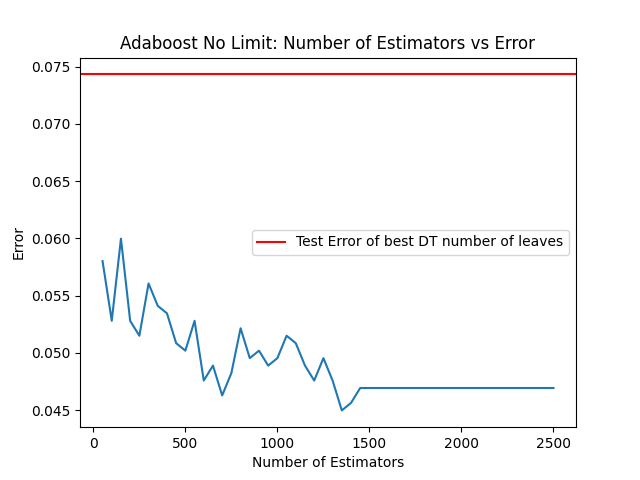 Adaboost No Limit: Number of Estimators vs Error
0.075
0.070
0.065
0.060
0.055
0.050
0.045
Error
Test Error of best DT number of leaves
0 500 1000 1500 2000 2500
Number of Estimators